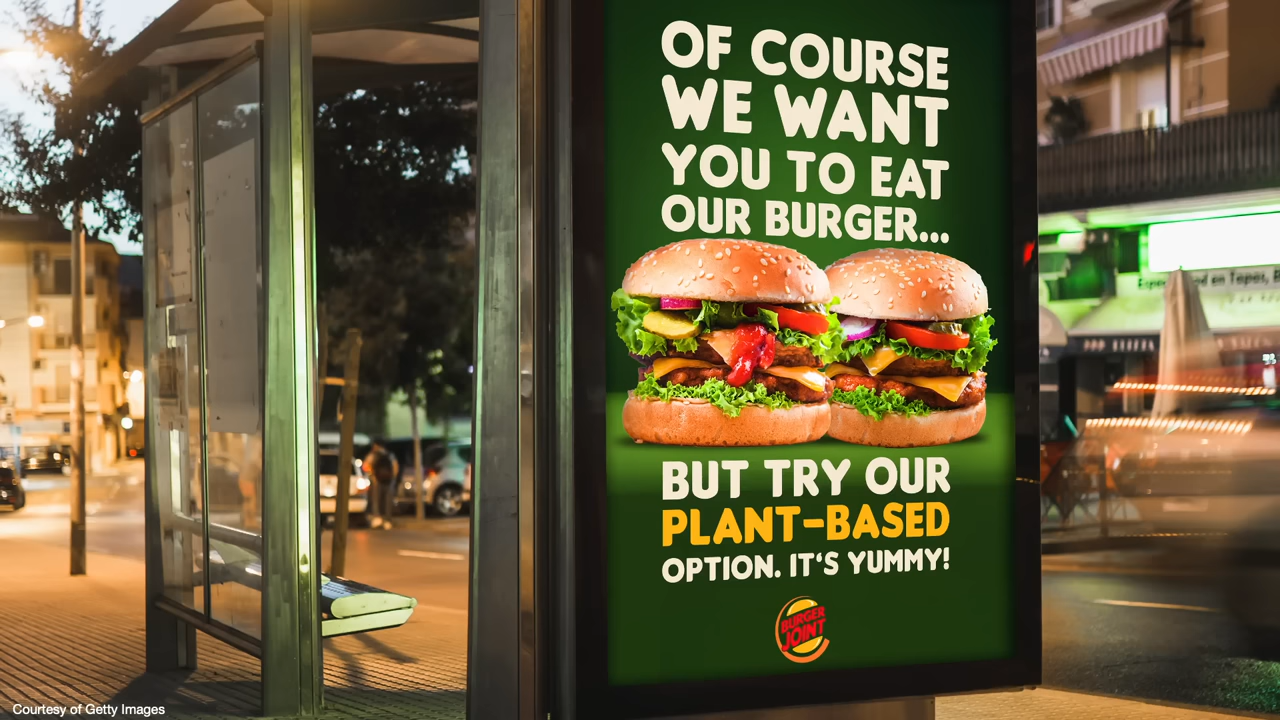 OF COURSE
WE WANT
YOU TO EAT
OUR BURGER...
BUT TRY OUR
PLANT-BASED
OPTION. IT'S YUMMY!
BURGER
JOINT
Courtesy of Getty Images